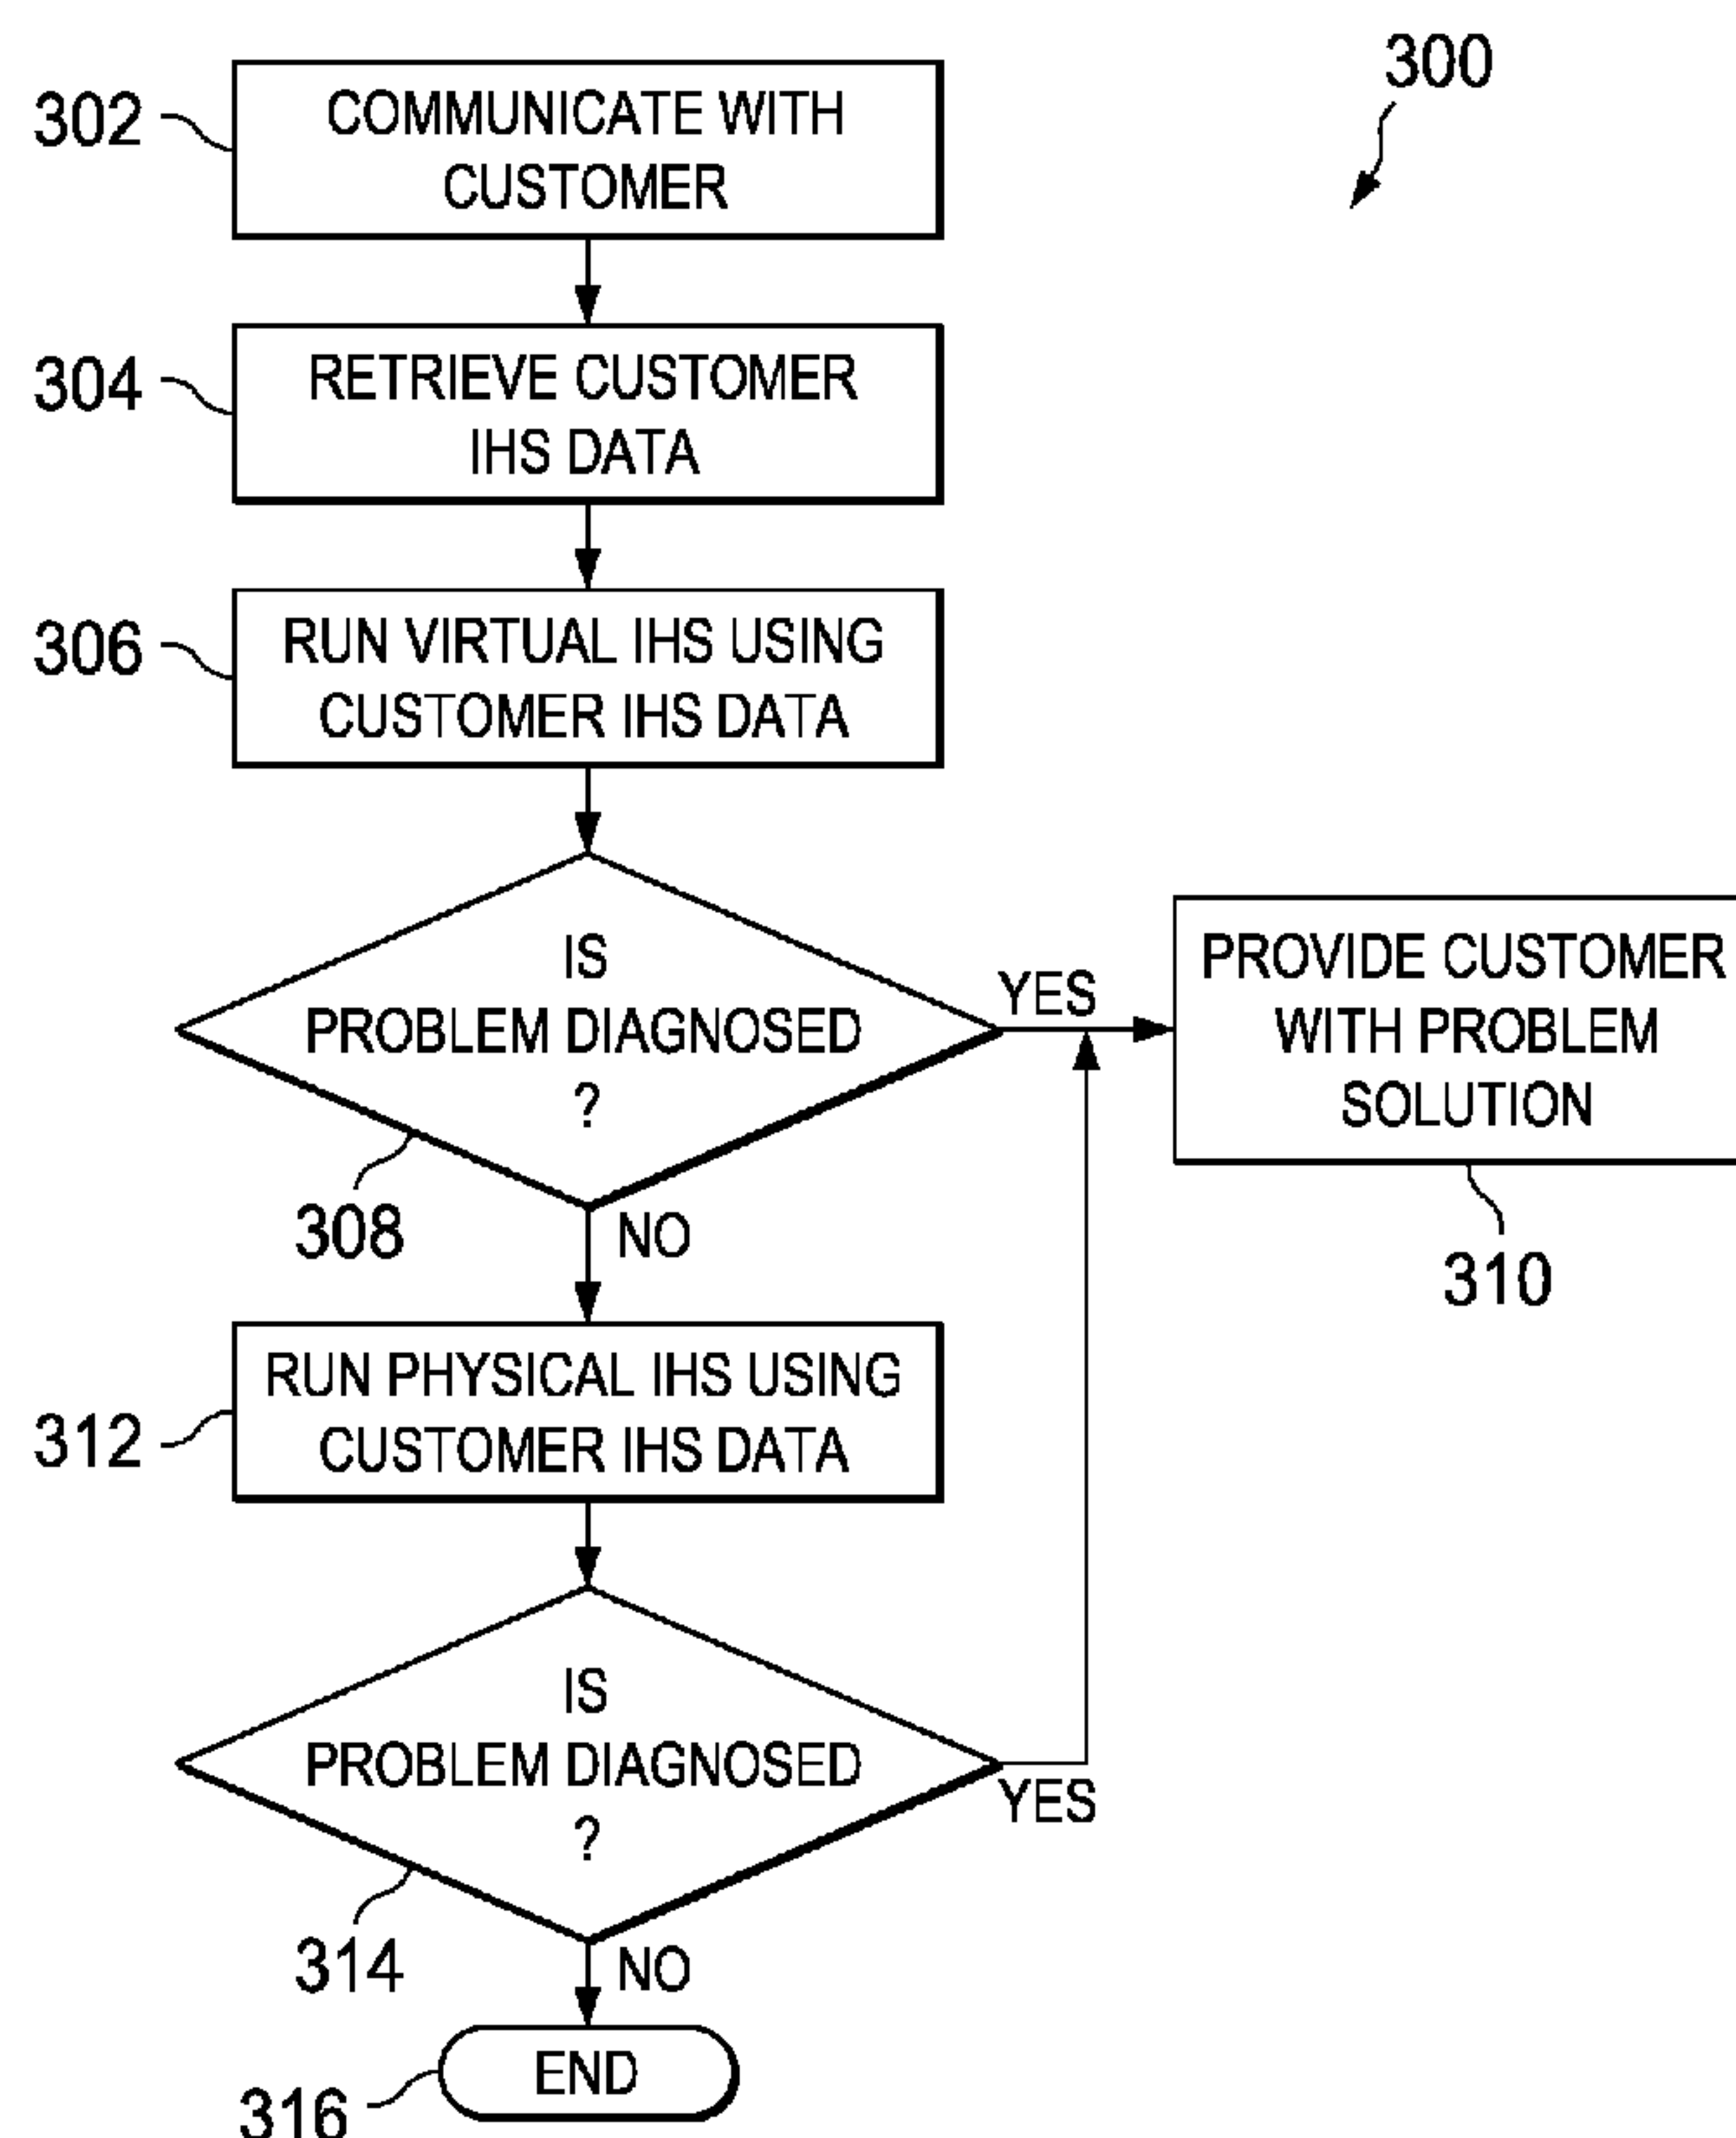 300
302
COMMUNICATE WITH
CUSTOMER
304
RETRIEVE CUSTOMER
IHS DATA
306
RUN VIRTUAL IHS USING
CUSTOMER IHS DATA
IS
PROBLEM DIAGNOSED
?
YES
308
NO
PROVIDE CUSTOMER
WITH PROBLEM
SOLUTION
310
312
RUN PHYSICAL IHS USING
CUSTOMER IHS DATA
IS
PROBLEM DIAGNOSED
?
YES
314
NO
END
316